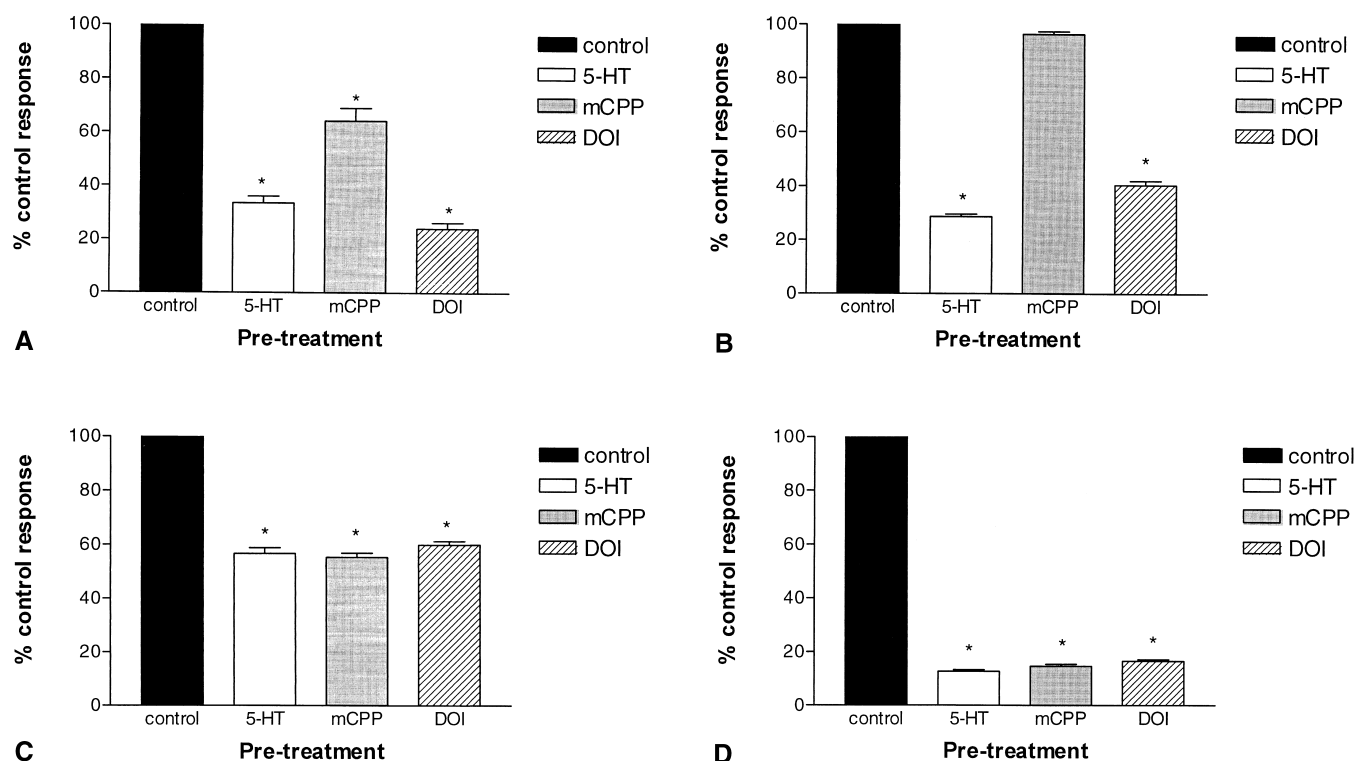 % control response
100
80
60
40
20
0
* * *
control 5-HT mCPP DOI
Pre-treatment
control
5-HT
mCPP
DOI
A
% control response
100
80
60
40
20
0
* *
control 5-HT mCPP DOI
Pre-treatment
control
5-HT
mCPP
DOI
B
% control response
100
80
60
40
20
0
* * *
control 5-HT mCPP DOI
Pre-treatment
control
5-HT
mCPP
DOI
C
% control response
100
80
60
40
20
0
* * *
control 5-HT mCPP DOI
Pre-treatment
control
5-HT
mCPP
DOI
D